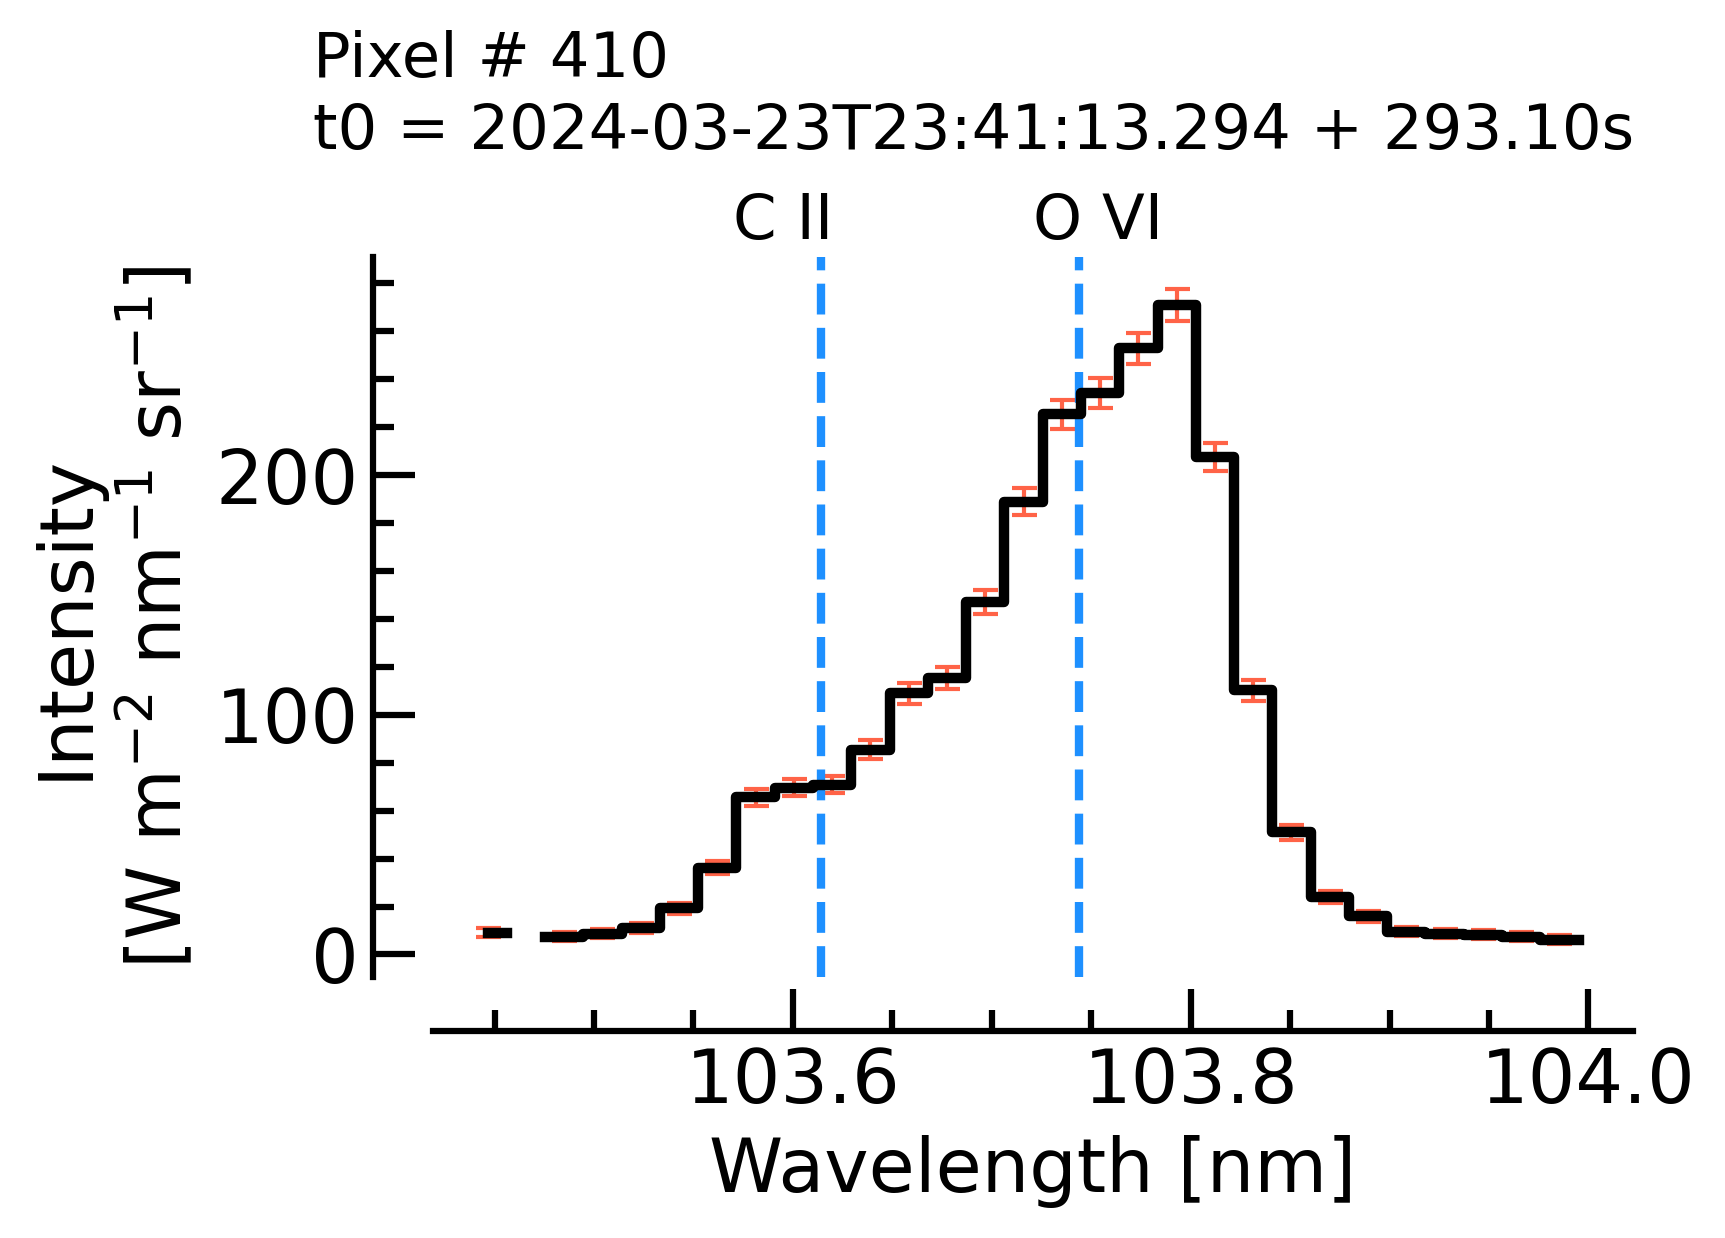 Pixel # 410
t0 = 2024-03-23T23:41:13.294 + 293.10s
C II
O VI
Intensity
[W m⁻² nm⁻¹ sr⁻¹]
200
100
0
103.6
103.8
104.0
Wavelength [nm]